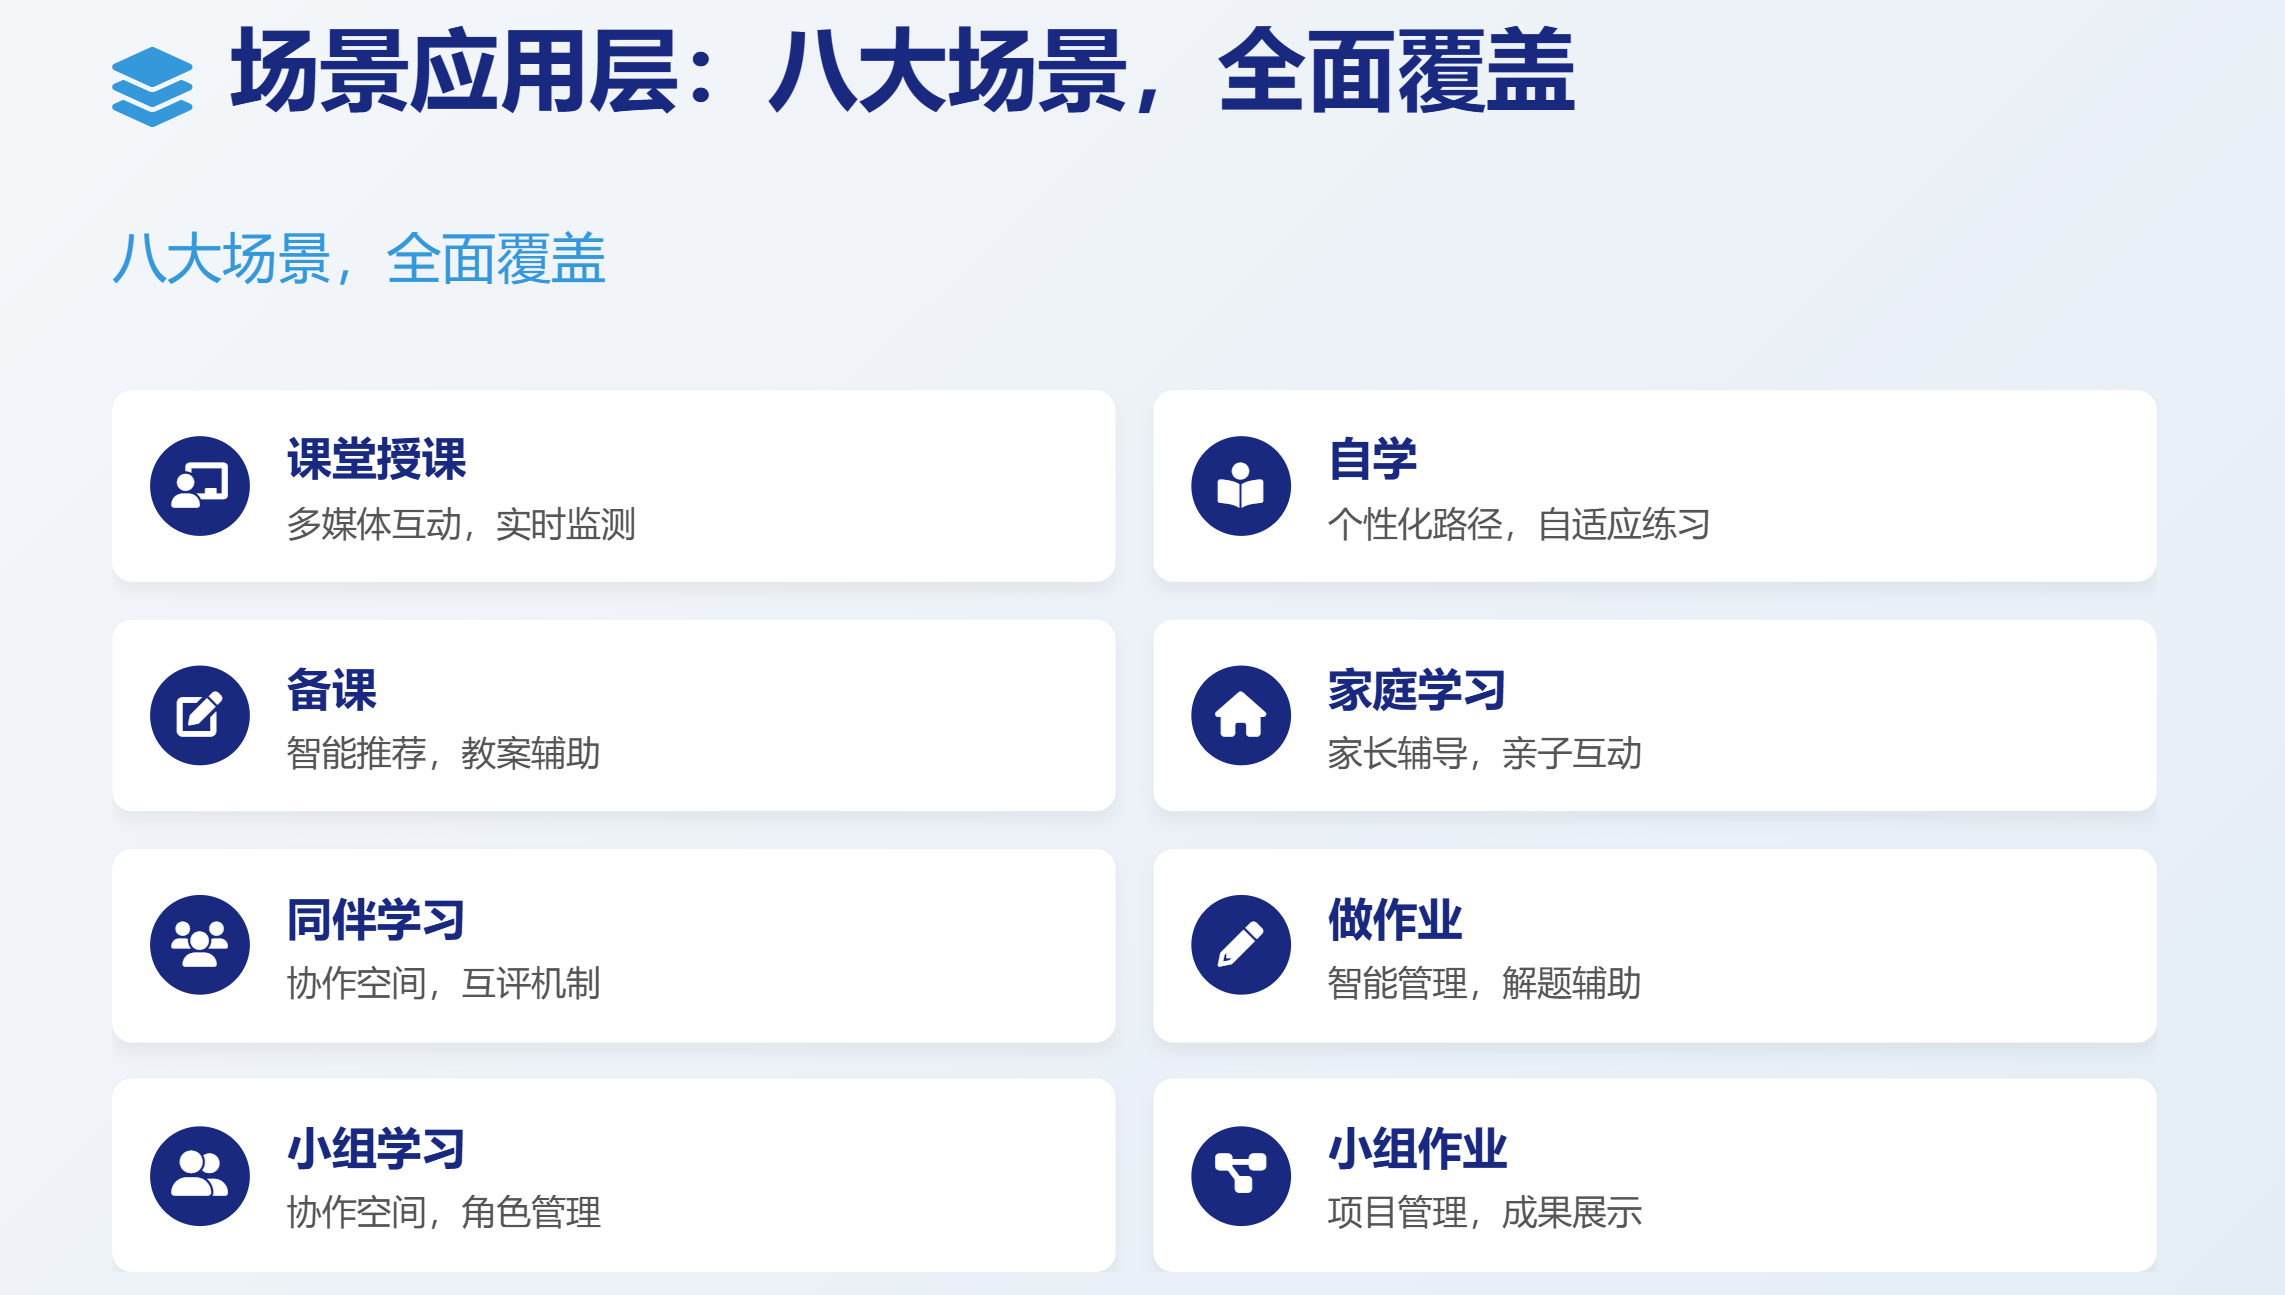 场景应用层：八大场景，全面覆盖
八大场景，全面覆盖
课堂授课
多媒体互动，实时监测
自学
个性化路径，自适应练习
备课
智能推荐，教案辅助
家庭学习
家长辅导，亲子互动
同伴学习
协作空间，互评机制
做作业
智能管理，解题辅助
小组学习
协作空间，角色管理
小组作业
项目管理，成果展示